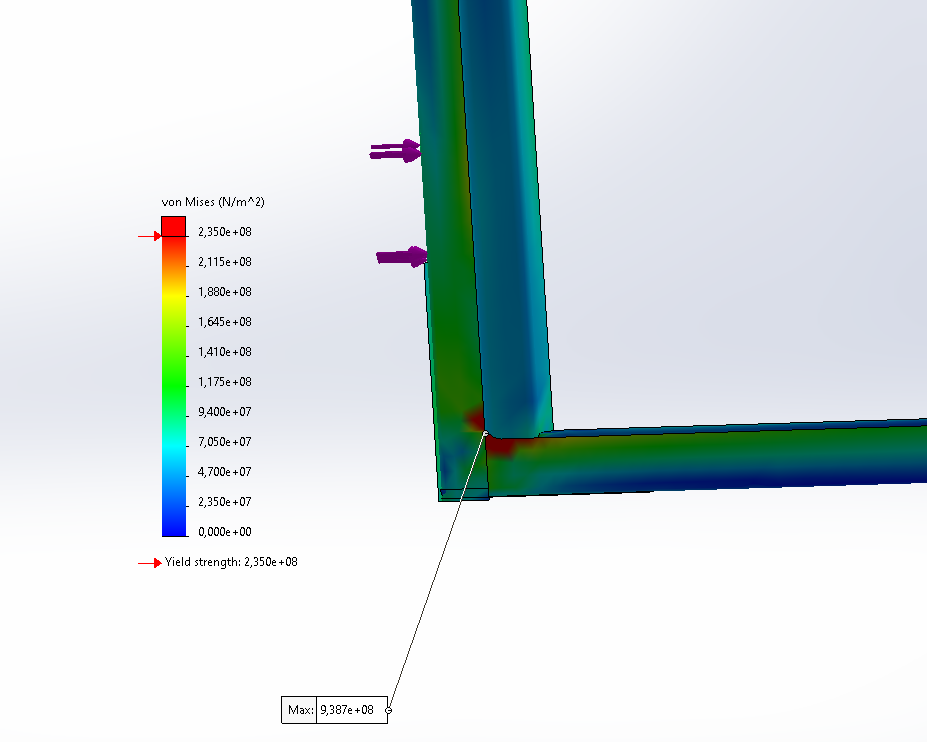 von Mises (N/m^2)
2,350e+08
2,115e+08
1,880e+08
1,645e+08
1,410e+08
1,175e+08
9,400e+07
7,050e+07
4,700e+07
2,350e+07
0,000e+00
Yield strength: 2,350e+08
Max: 9,387e+08